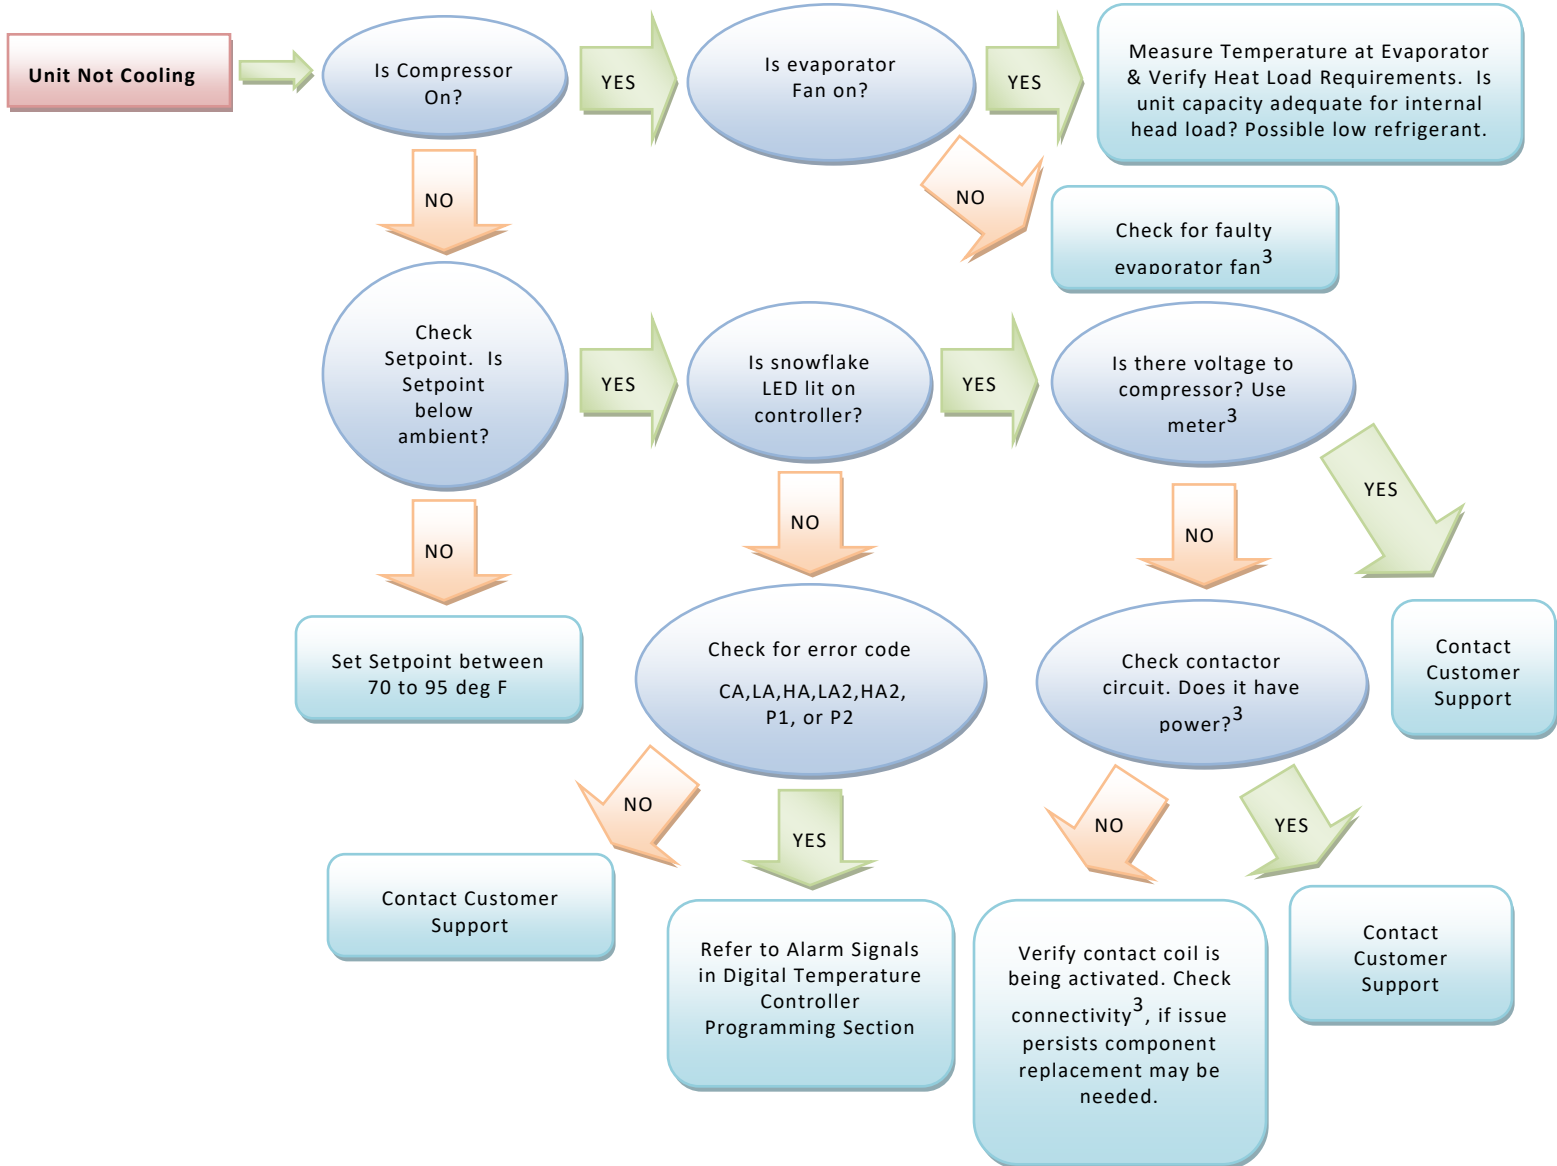 Unit Not Cooling
Is Compressor
On?
YES
Is evaporator
Fan on?
YES
Measure Temperature at Evaporator
& Verify Heat Load Requirements.  Is
unit capacity adequate for internal
head load? Possible low refrigerant.
NO
NO
Check for faulty
evaporator fan3
Check
Setpoint.  Is
Setpoint
below
ambient?
YES
Is snowflake
LED lit on
controller?
YES
Is there voltage to
compressor? Use
meter3
YES
NO
NO
NO
Set Setpoint between
70 to 95 deg F
Check for error code
CA,LA,HA,LA2,HA2,
P1, or P2
Check contactor
circuit. Does it have
power?3
Contact
Customer
Support
NO
YES
NO
YES
Contact Customer
Support
Refer to Alarm Signals
in Digital Temperature
Controller
Programming Section
Verify contact coil is
being activated. Check
connectivity3, if issue
persists component
replacement may be
needed.
Contact
Customer
Support